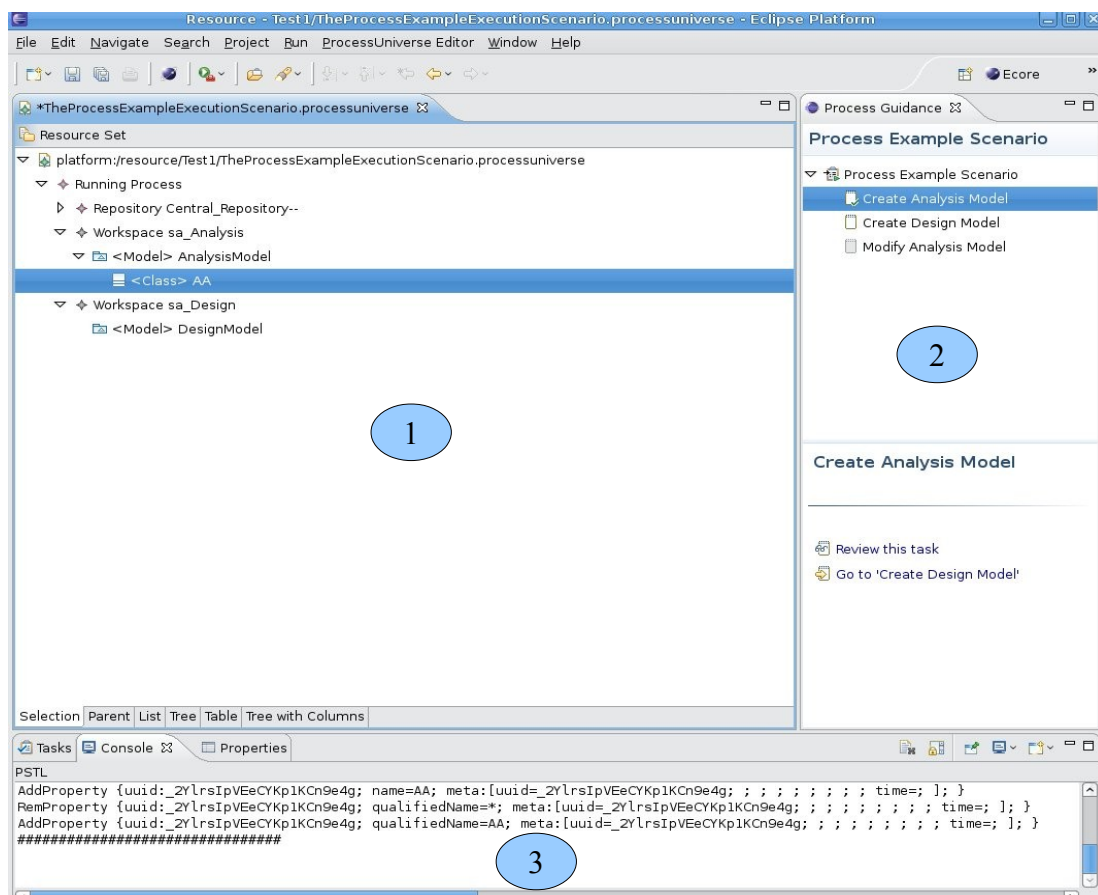 Resource - Test1/TheProcessExampleExecutionScenario.processuniverse - Eclipse Platform
File Edit Navigate Search Project Run ProcessUniverse Editor Window Help
Ecore »
*TheProcessExampleExecutionScenario.processuniverse
Resource Set
platform:/resource/Test1/TheProcessExampleExecutionScenario.processuniverse
Running Process
Repository Central_Repository--
Workspace sa_Analysis
<Model> AnalysisModel
<Class> AA
Workspace sa_Design
<Model> DesignModel
1
Selection Parent List Tree Table Tree with Columns
Process Guidance
Process Example Scenario
Process Example Scenario
Create Analysis Model
Create Design Model
Modify Analysis Model
2
Create Analysis Model
Review this task
Go to 'Create Design Model'
Tasks Console Properties
PSTL
AddProperty {uuid:_2YlrsIpVEeCYKp1KCn9e4g; name=AA; meta:[uuid=_2YlrsIpVEeCYKp1KCn9e4g; ; ; ; ; ; ; ; ; time=; ]; }
RemProperty {uuid:_2YlrsIpVEeCYKp1KCn9e4g; qualifiedName=*; meta:[uuid=_2YlrsIpVEeCYKp1KCn9e4g; ; ; ; ; ; ; ; ; time=; ]; }
AddProperty {uuid:_2YlrsIpVEeCYKp1KCn9e4g; qualifiedName=AA; meta:[uuid=_2YlrsIpVEeCYKp1KCn9e4g; ; ; ; ; ; ; ; ; time=; ]; }
################################
3